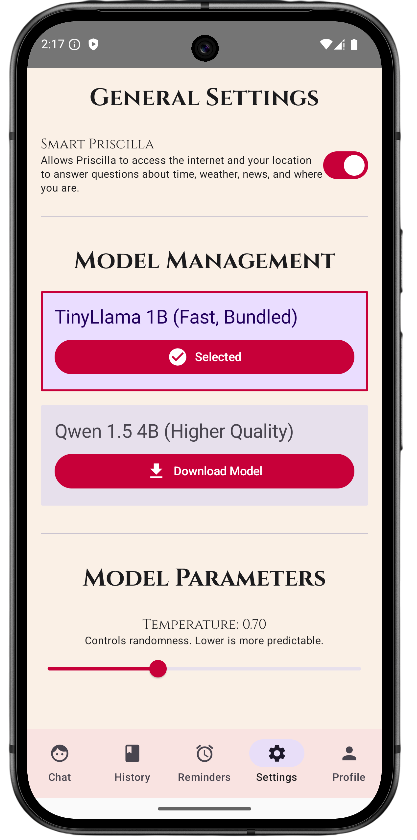 2:17
General Settings
Smart Priscilla
Allows Priscilla to access the internet and your location
to answer questions about time, weather, news, and where
you are.
Model Management
TinyLlama 1B (Fast, Bundled)
Selected
Qwen 1.5 4B (Higher Quality)
Download Model
Model Parameters
Temperature: 0.70
Controls randomness. Lower is more predictable.
Chat History Reminders Settings Profile